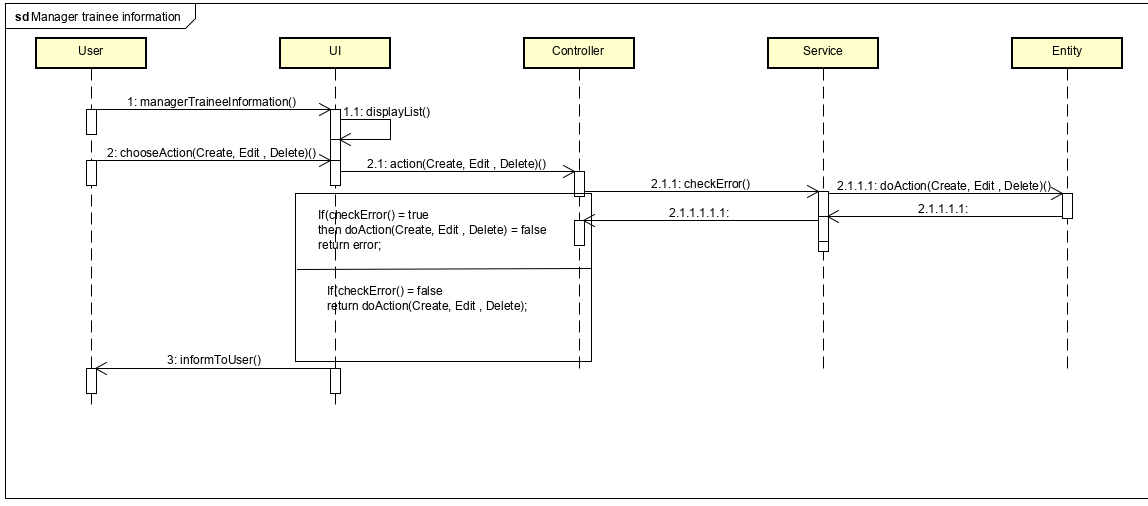 sd Manager trainee information
User
UI
Controller
Service
Entity
1: managerTraineeInformation()
1.1: displayList()
2: chooseAction(Create, Edit , Delete)()
2.1: action(Create, Edit , Delete)()
2.1.1: checkError()
2.1.1.1: doAction(Create, Edit , Delete)()
2.1.1.1.1:
2.1.1.1.1.1:
If(checkError() = true
then doAction(Create, Edit , Delete) = false
return error;
If(checkError() = false
return doAction(Create, Edit , Delete);
3: informToUser()